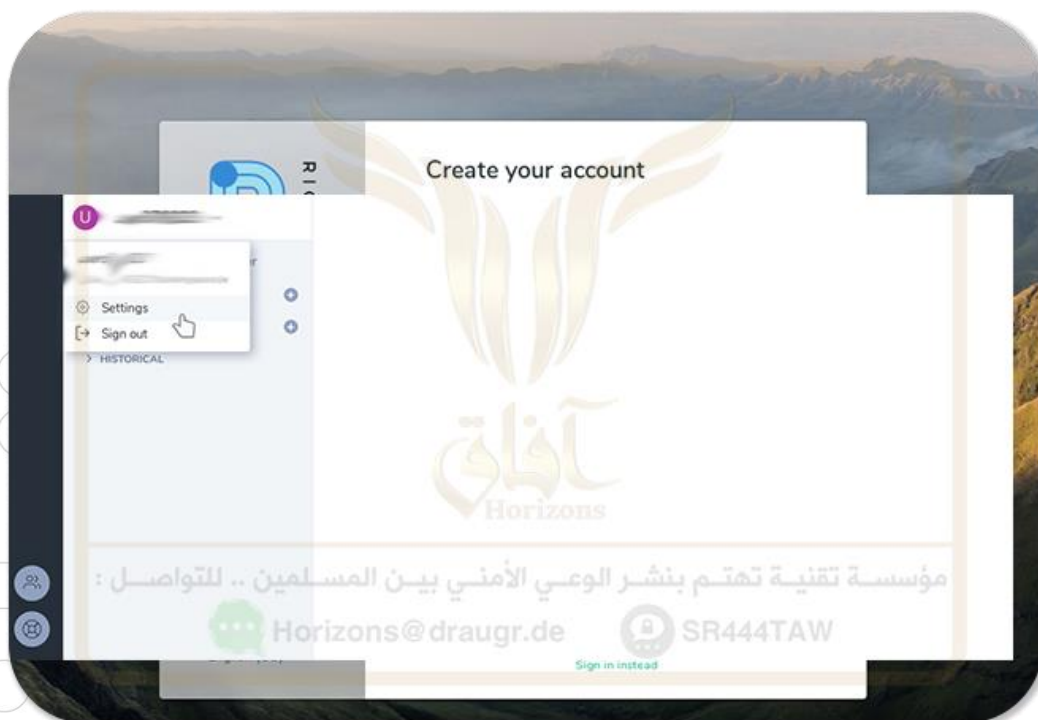 Create your account
U
Settings
Sign out
HISTORICAL
آفاق
Horizons
مؤسسة تقنية تهتم بنشر الوعي الأمني بين المسلمين .. للتواصل :
Horizons@draugr.de
SR444TAW
Sign in instead